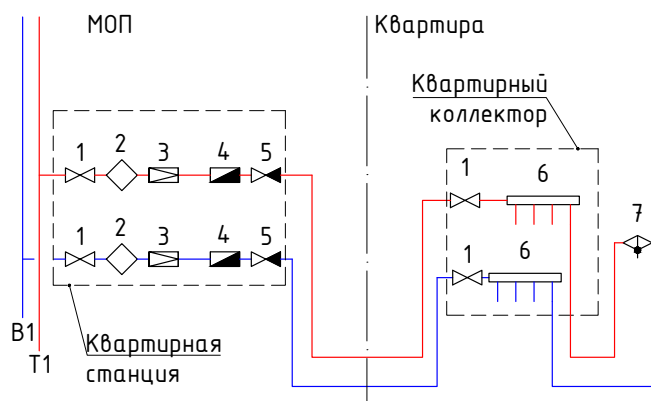 МОП
Квартира
Квартирный
коллектор
1
2
3
4
5
1
6
7
1
2
3
4
5
1
6
В1
Т1
Квартирная
станция